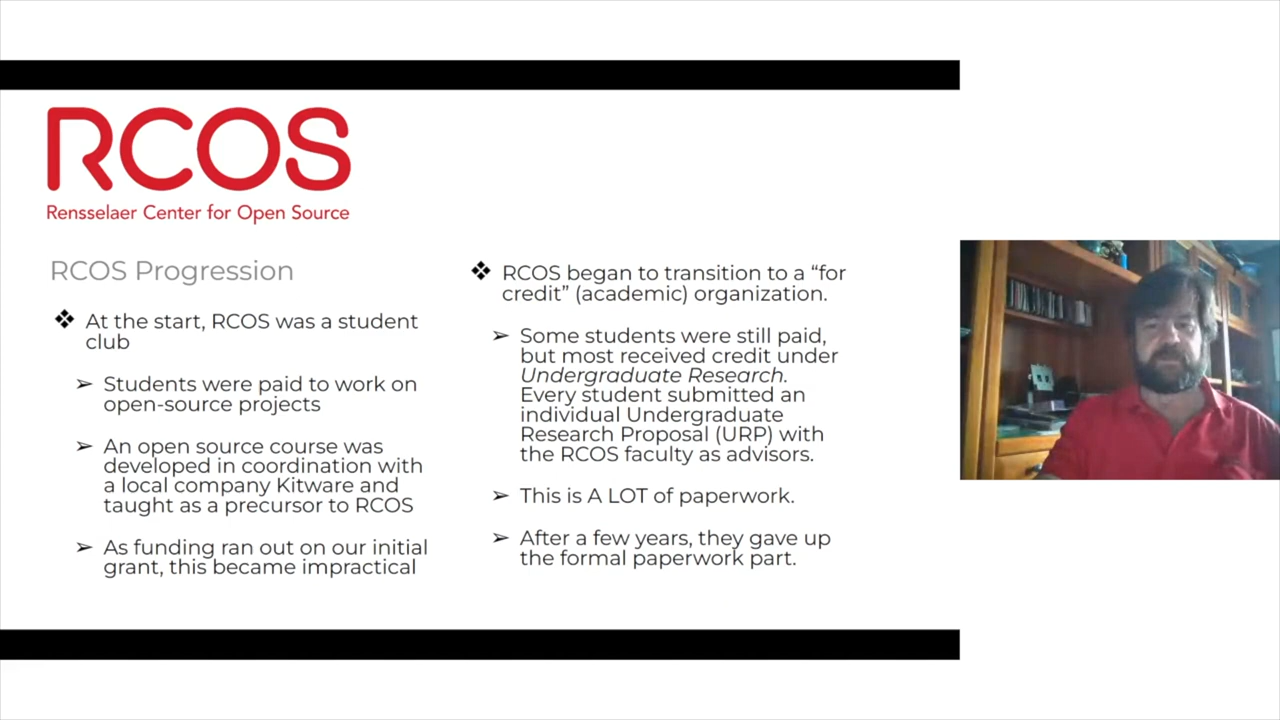 RCOS
Rensselaer Center for Open Source
RCOS Progression
❖ At the start, RCOS was a student
club
➢ Students were paid to work on
open-source projects
➢ An open source course was
developed in coordination with
a local company Kitware and
taught as a precursor to RCOS
➢ As funding ran out on our initial
grant, this became impractical
❖ RCOS began to transition to a “for
credit” (academic) organization.
➢ Some students were still paid,
but most received credit under
Undergraduate Research.
Every student submitted an
individual Undergraduate
Research Proposal (URP) with
the RCOS faculty as advisors.
➢ This is A LOT of paperwork.
➢ After a few years, they gave up
the formal paperwork part.